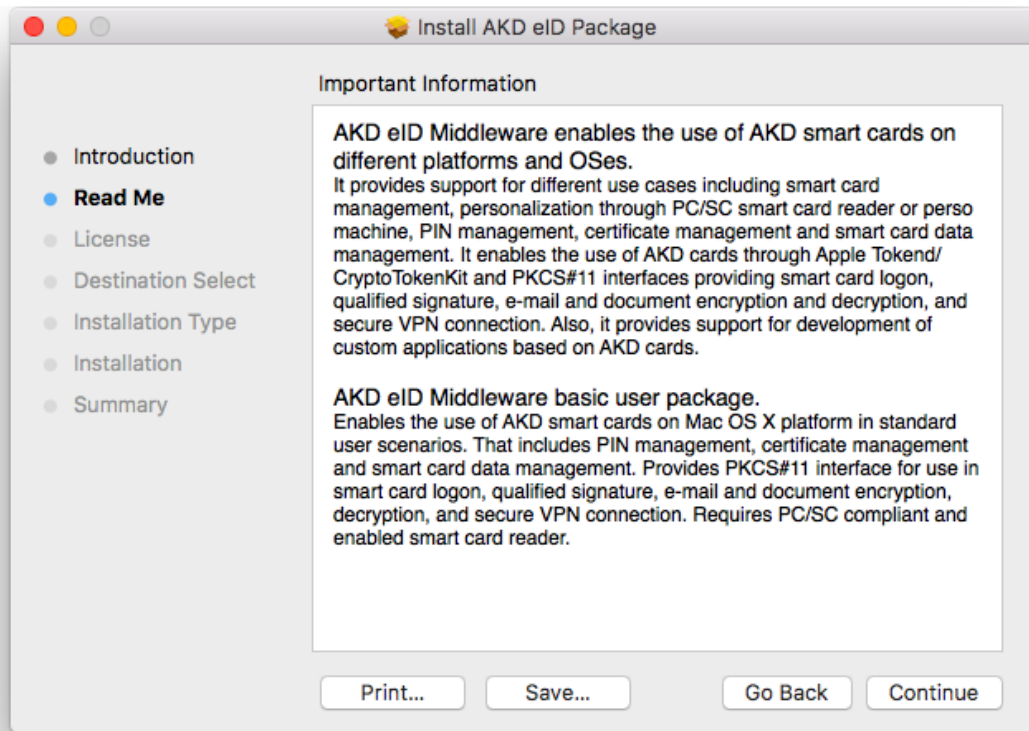 Install AKD eID Package
Important Information
Introduction
Read Me
License
Destination Select
Installation Type
Installation
Summary
AKD eID Middleware enables the use of AKD smart cards on
different platforms and OSes.
It provides support for different use cases including smart card
management, personalization through PC/SC smart card reader or perso
machine, PIN management, certificate management and smart card data
management. It enables the use of AKD cards through Apple Tokend/
CryptoTokenKit and PKCS#11 interfaces providing smart card logon,
qualified signature, e-mail and document encryption and decryption, and
secure VPN connection. Also, it provides support for development of
custom applications based on AKD cards.
AKD eID Middleware basic user package.
Enables the use of AKD smart cards on Mac OS X platform in standard
user scenarios. That includes PIN management, certificate management
and smart card data management. Provides PKCS#11 interface for use in
smart card logon, qualified signature, e-mail and document encryption,
decryption, and secure VPN connection. Requires PC/SC compliant and
enabled smart card reader.
Print... Save... Go Back Continue